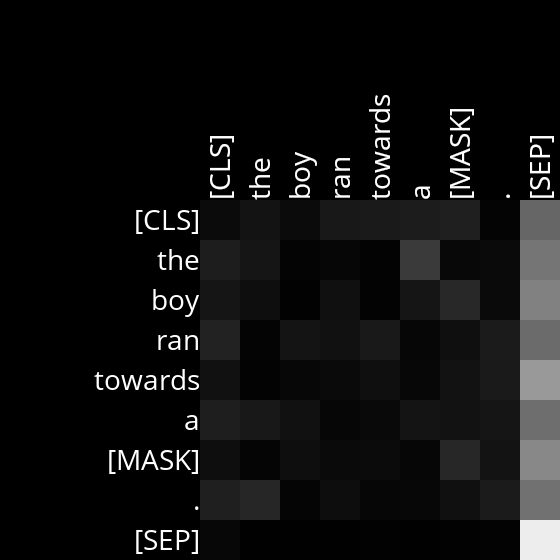 [CLS] the boy ran towards a [MASK] . [SEP]
[CLS]
the
boy
ran
towards
a
[MASK]
.
[SEP]